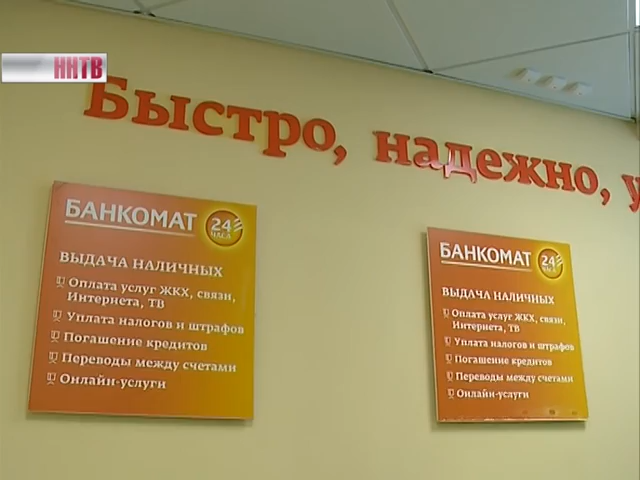 ННТВ
Быстро, надежно, у
БАНКОМАТ 24 ЧАСА
ВЫДАЧА НАЛИЧНЫХ
Оплата услуг ЖКХ, связи,
Интернета, ТВ
Уплата налогов и штрафов
Погашение кредитов
Переводы между счетами
Онлайн-услуги
БАНКОМАТ 24 ЧАСА
ВЫДАЧА НАЛИЧНЫХ
Оплата услуг ЖКХ, связи,
Интернета, ТВ
Уплата налогов и штрафов
Погашение кредитов
Переводы между счетами
Онлайн-услуги